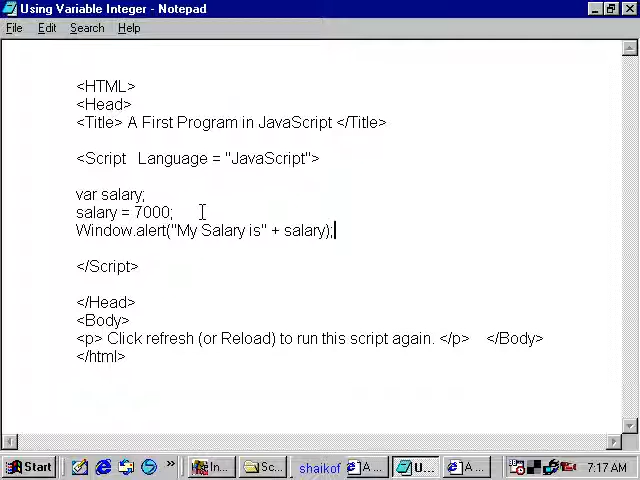 Using Variable Integer - Notepad
File Edit Search Help
<HTML>
<Head>
<Title> A First Program in JavaScript </Title>
<Script Language = "JavaScript">
var salary;
salary = 7000;
Window.alert("My Salary is" + salary);
</Script>
</Head>
<Body>
<p> Click refresh (or Reload) to run this script again. </p> </Body>
</html>
Start » In... Sc... shaikof A ... U... A ... 7:17 AM